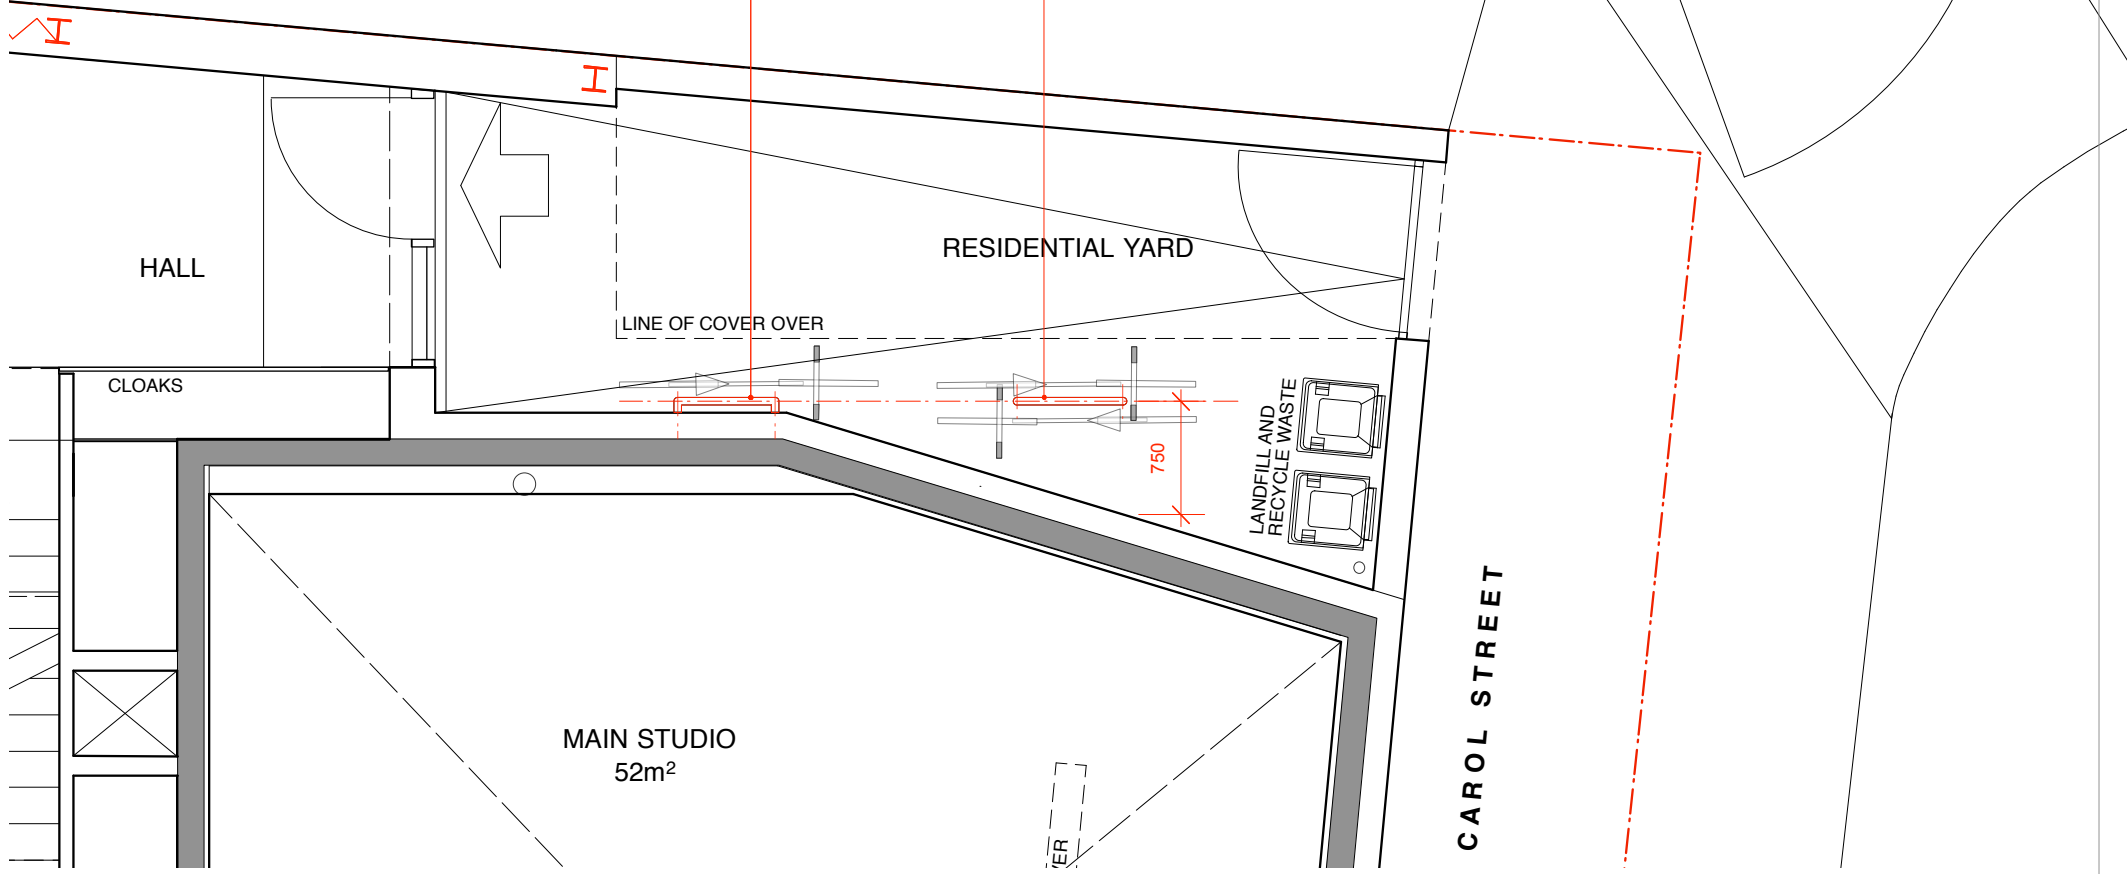 HALL
RESIDENTIAL YARD
LINE OF COVER OVER
CLOAKS
LANDFILL AND
RECYCLE WASTE
750
CAROL STREET
MAIN STUDIO
52m²